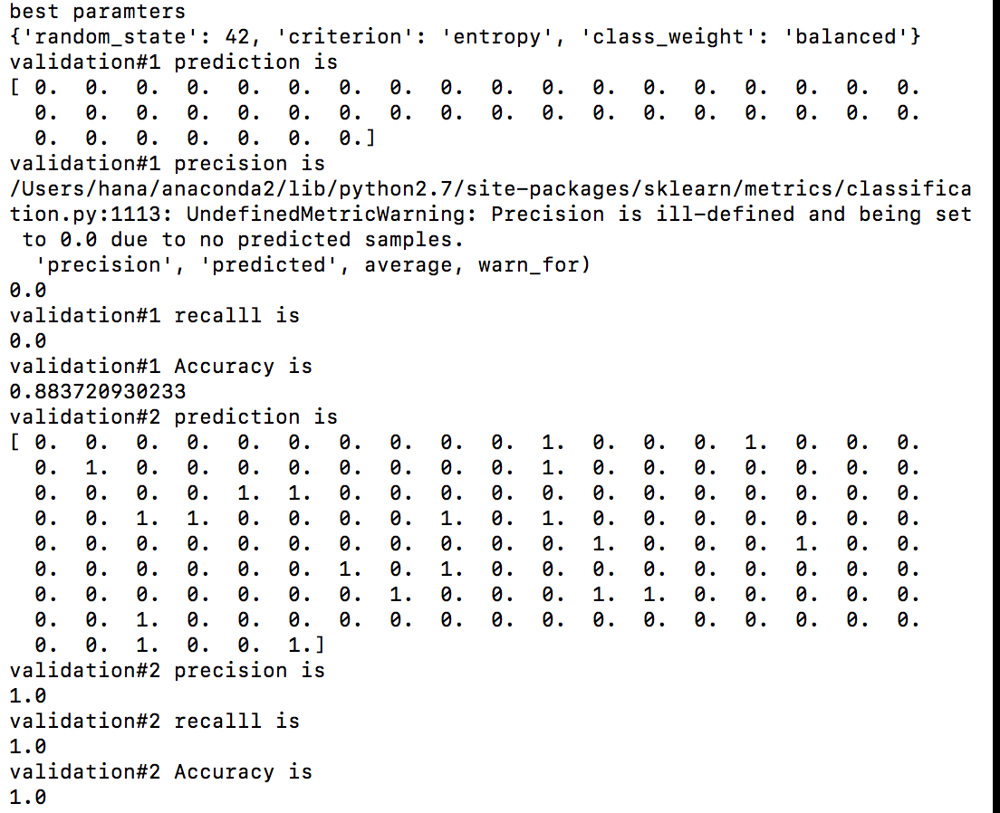 best paramters
{'random_state': 42, 'criterion': 'entropy', 'class_weight': 'balanced'}
validation#1 prediction is
[ 0.  0.  0.  0.  0.  0.  0.  0.  0.  0.  0.  0.  0.  0.  0.  0.  0.  0.
  0.  0.  0.  0.  0.  0.  0.  0.  0.  0.  0.  0.  0.  0.  0.  0.  0.  0.
  0.  0.  0.  0.  0.  0.  0.]
validation#1 precision is
/Users/hana/anaconda2/lib/python2.7/site-packages/sklearn/metrics/classifica
tion.py:1113: UndefinedMetricWarning: Precision is ill-defined and being set
 to 0.0 due to no predicted samples.
  'precision', 'predicted', average, warn_for)
0.0
validation#1 recalll is
0.0
validation#1 Accuracy is
0.883720930233
validation#2 prediction is
[ 0.  0.  0.  0.  0.  0.  0.  0.  0.  0.  1.  0.  0.  0.  1.  0.  0.  0.
  0.  1.  0.  0.  0.  0.  0.  0.  0.  0.  1.  0.  0.  0.  0.  0.  0.  0.
  0.  0.  0.  0.  1.  1.  0.  0.  0.  0.  0.  0.  0.  0.  0.  0.  0.  0.
  0.  0.  1.  1.  0.  0.  0.  0.  1.  0.  1.  0.  0.  0.  0.  0.  0.  0.
  0.  0.  0.  0.  0.  0.  0.  0.  0.  0.  0.  1.  0.  0.  0.  1.  0.  0.
  0.  0.  0.  0.  0.  0.  1.  0.  1.  0.  0.  0.  0.  0.  0.  0.  0.  0.
  0.  0.  0.  0.  0.  0.  0.  1.  0.  0.  0.  1.  1.  0.  0.  0.  0.  0.
  0.  0.  1.  0.  0.  0.  0.  0.  0.  0.  0.  0.  0.  0.  0.  0.  0.  0.
  0.  0.  1.  0.  0.  1.]
validation#2 precision is
1.0
validation#2 recalll is
1.0
validation#2 Accuracy is
1.0